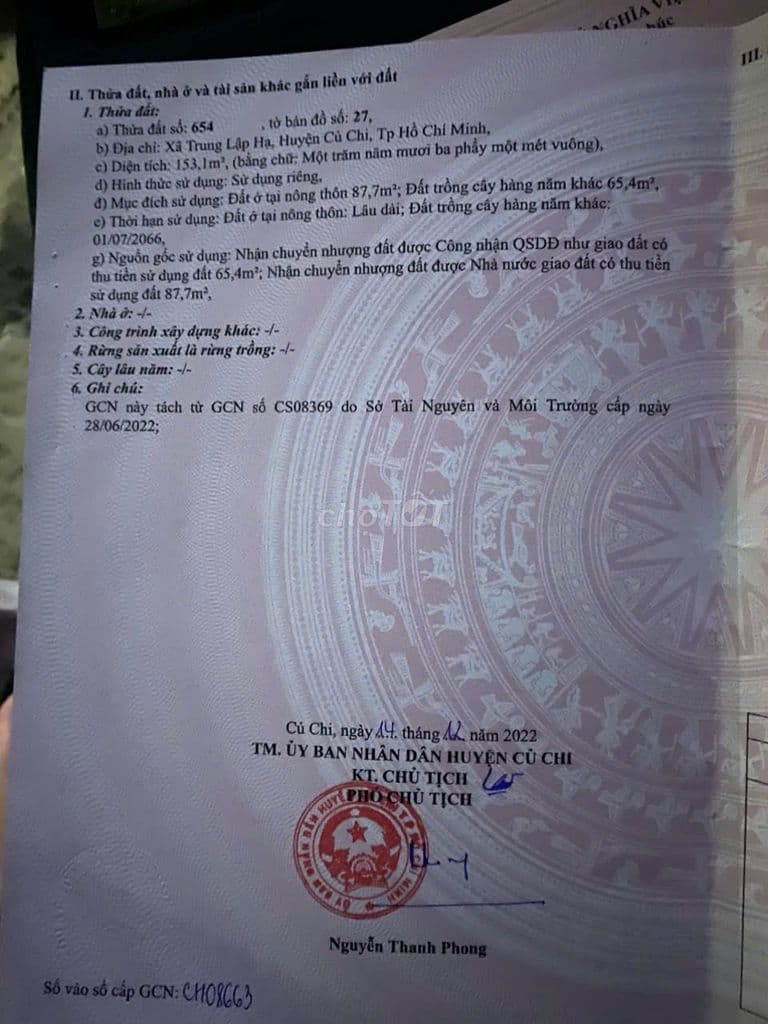 NGHĨA VI
hác
III.
II. Thửa đất, nhà ở và tài sản khác gắn liền với đất
1. Thửa đất:
a) Thửa đất số: 654 , tờ bản đồ số: 27,
b) Địa chỉ: Xã Trung Lập Hạ, Huyện Củ Chi, Tp Hồ Chí Minh,
c) Diện tích: 153,1m², (bằng chữ: Một trăm năm mươi ba phẩy một mét vuông),
d) Hình thức sử dụng: Sử dụng riêng,
đ) Mục đích sử dụng: Đất ở tại nông thôn 87,7m²; Đất trồng cây hàng năm khác 65,4m²,
e) Thời hạn sử dụng: Đất ở tại nông thôn: Lâu dài; Đất trồng cây hàng năm khác:
01/07/2066,
g) Nguồn gốc sử dụng: Nhận chuyển nhượng đất được Công nhận QSDĐ như giao đất có
thu tiền sử dụng đất 65,4m²; Nhận chuyển nhượng đất được Nhà nước giao đất có thu tiền
sử dụng đất 87,7m²,
2. Nhà ở: -/-
3. Công trình xây dựng khác: -/-
4. Rừng sản xuất là rừng trồng: -/-
5. Cây lâu năm: -/-
6. Ghi chú:
GCN này tách từ GCN số CS08369 do Sở Tài Nguyên và Môi Trường cấp ngày
28/06/2022;
chợTỐT
Củ Chi, ngày 14. tháng 12 năm 2022
TM. ỦY BAN NHÂN DÂN HUYỆN CỦ CHI
KT. CHỦ TỊCH
PHÓ CHỦ TỊCH
Nguyễn Thanh Phong
Số vào sổ cấp GCN: CH08663